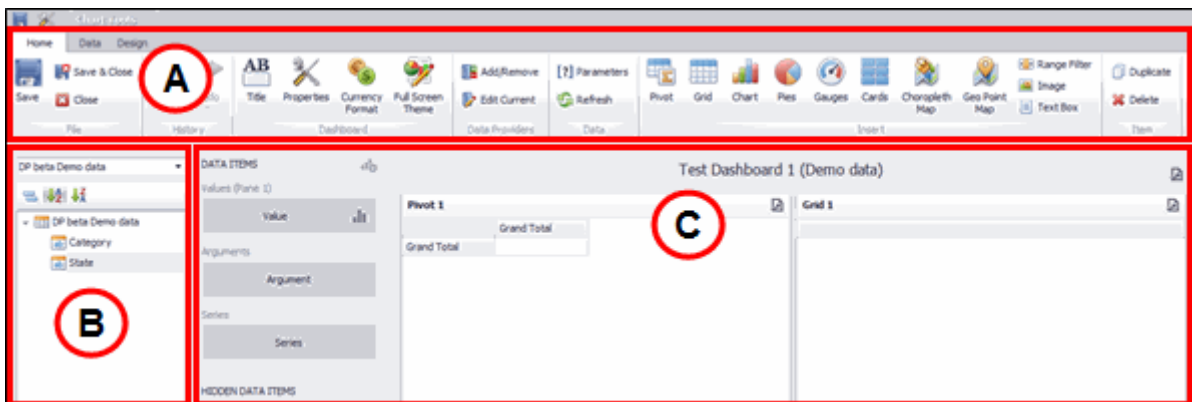 Chart Tools
Home Data Design
Save
Save & Close
Close
File
A
History
AB
Title
Properties
Currency Format
Full Screen Theme
Dashboard
Add/Remove
Edit Current
Data Providers
[?] Parameters
Refresh
Data
Pivot
Grid
Chart
Pies
Gauges
Cards
Choropleth Map
Geo Point Map
Range Filter
Image
Text Box
Insert
Duplicate
Delete
Item
DP beta Demo data
DP beta Demo data
Category
State
B
DATA ITEMS
Values (Pane 1)
Value
Arguments
Argument
Series
Series
HIDDEN DATA ITEMS
Test Dashboard 1 (Demo data)
Pivot 1
Grand Total
Grand Total
C
Grid 1